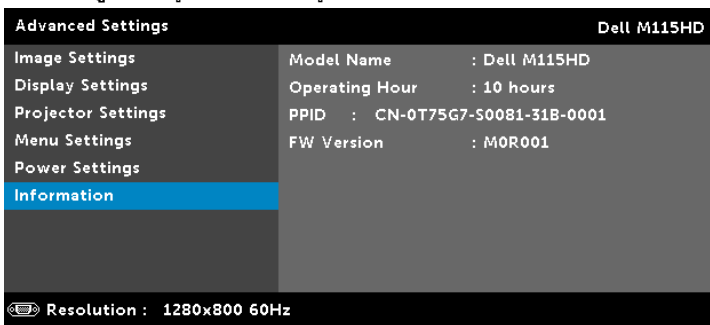 Advanced Settings Dell M115HD
Image Settings
Display Settings
Projector Settings
Menu Settings
Power Settings
Information
Model Name : Dell M115HD
Operating Hour : 10 hours
PPID : CN-0T75G7-S0081-31B-0001
FW Version : M0R001
Resolution : 1280x800 60Hz